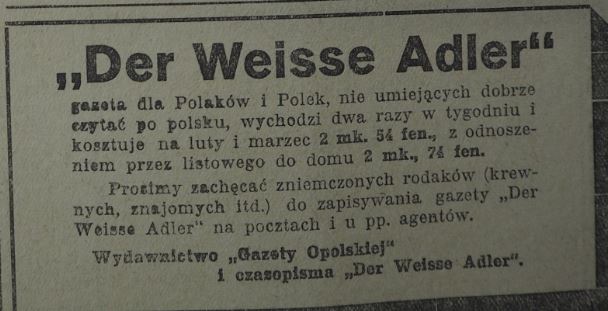 „Der Weisse Adler“
gazeta dla Polaków i Polek, nie umiejących dobrze
czytać po polsku, wychodzi dwa razy w tygodniu i
kosztuje na luty i marzec 2 mk. 54 fen., z odnosze-
niem przez listowego do domu 2 mk., 74 fen.
Prosimy zachęcać zniemczonych rodaków (krew-
nych, znajomych itd.) do zapisywania gazety „Der
Weisse Adler“ na pocztach i u pp. agentów.
Wydawnictwo „Gazety Opolskiej“
i czasopisma „Der Weisse Adler“.